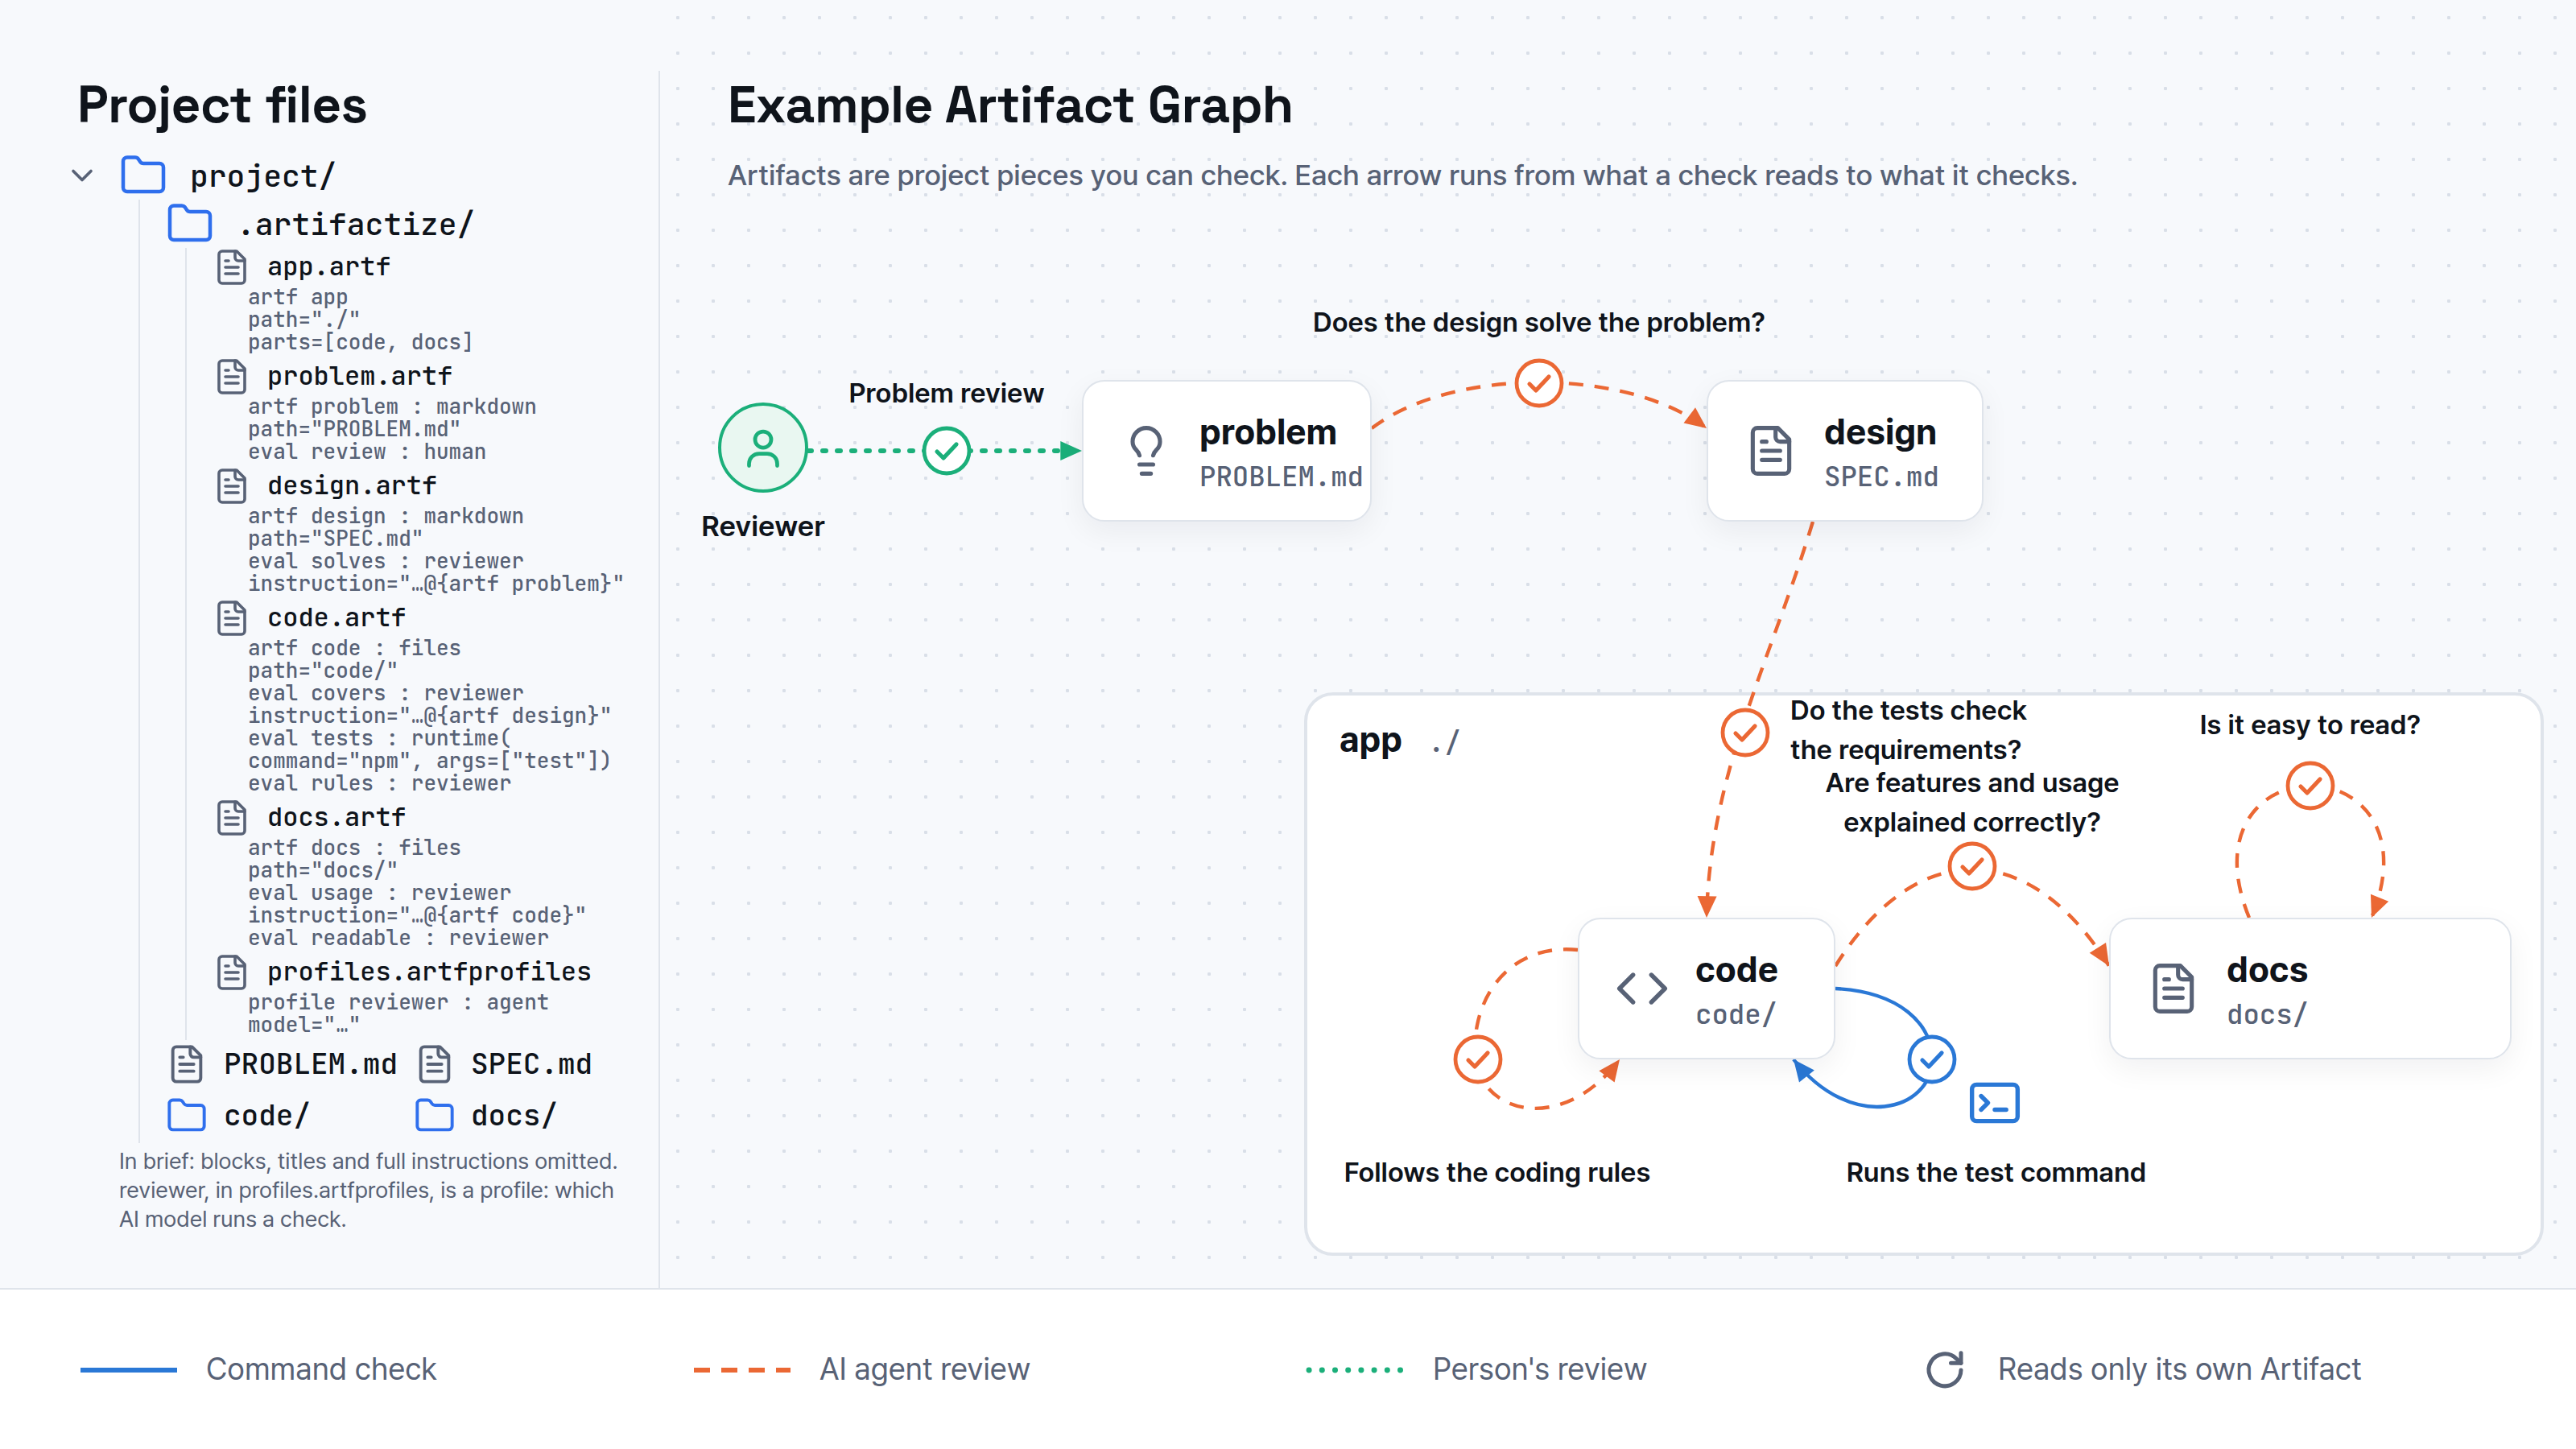 Project files
project/
.artifactize/
app.artf
artf app
path="./"
parts=[code, docs]
problem.artf
artf problem : markdown
path="PROBLEM.md"
eval review : human
design.artf
artf design : markdown
path="SPEC.md"
eval solves : reviewer
instruction="…@{artf problem}"
code.artf
artf code : files
path="code/"
eval covers : reviewer
instruction="…@{artf design}"
eval tests : runtime(
command="npm", args=["test"])
eval rules : reviewer
docs.artf
artf docs : files
path="docs/"
eval usage : reviewer
instruction="…@{artf code}"
eval readable : reviewer
profiles.artfprofiles
profile reviewer : agent
model="…"
PROBLEM.md SPEC.md
code/ docs/
In brief: blocks, titles and full instructions omitted.
reviewer, in profiles.artfprofiles, is a profile: which
AI model runs a check.
Example Artifact Graph
Artifacts are project pieces you can check. Each arrow runs from what a check reads to what it checks.
Does the design solve the problem?
Problem review
Reviewer
problem
PROBLEM.md
design
SPEC.md
app ./
Do the tests check
the requirements?
Is it easy to read?
Are features and usage
explained correctly?
code
code/
docs
docs/
Follows the coding rules
Runs the test command
Command check
AI agent review
Person's review
Reads only its own Artifact